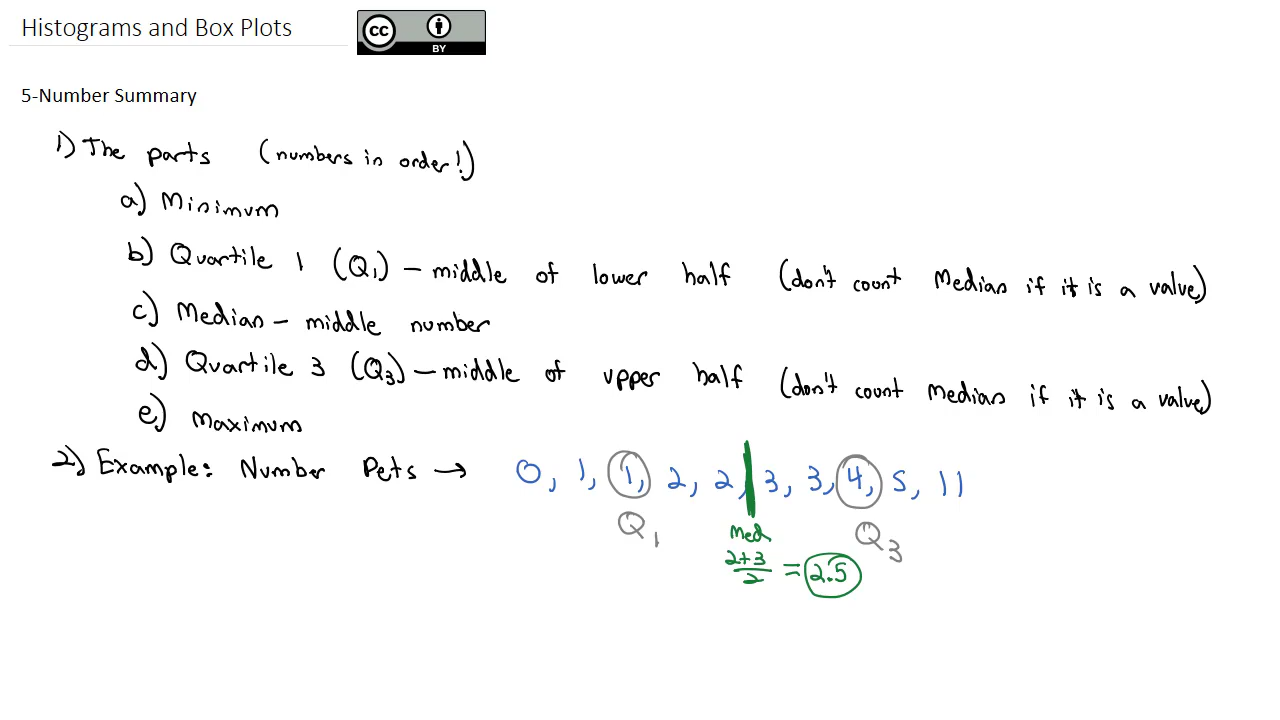 Histograms and Box Plots
cc BY
5-Number Summary
1) The parts (numbers in order!)
a) Minimum
b) Quartile 1 (Q1) – middle of lower half (don't count Median if it is a value)
c) Median – middle number
d) Quartile 3 (Q3) – middle of upper half (don't count Median if it is a value)
e) Maximum
2) Example: Number Pets → 0, 1, 1, 2, 2, 3, 3, 4, 5, 11
Q1 Med Q3
2+3
2 = 2.5